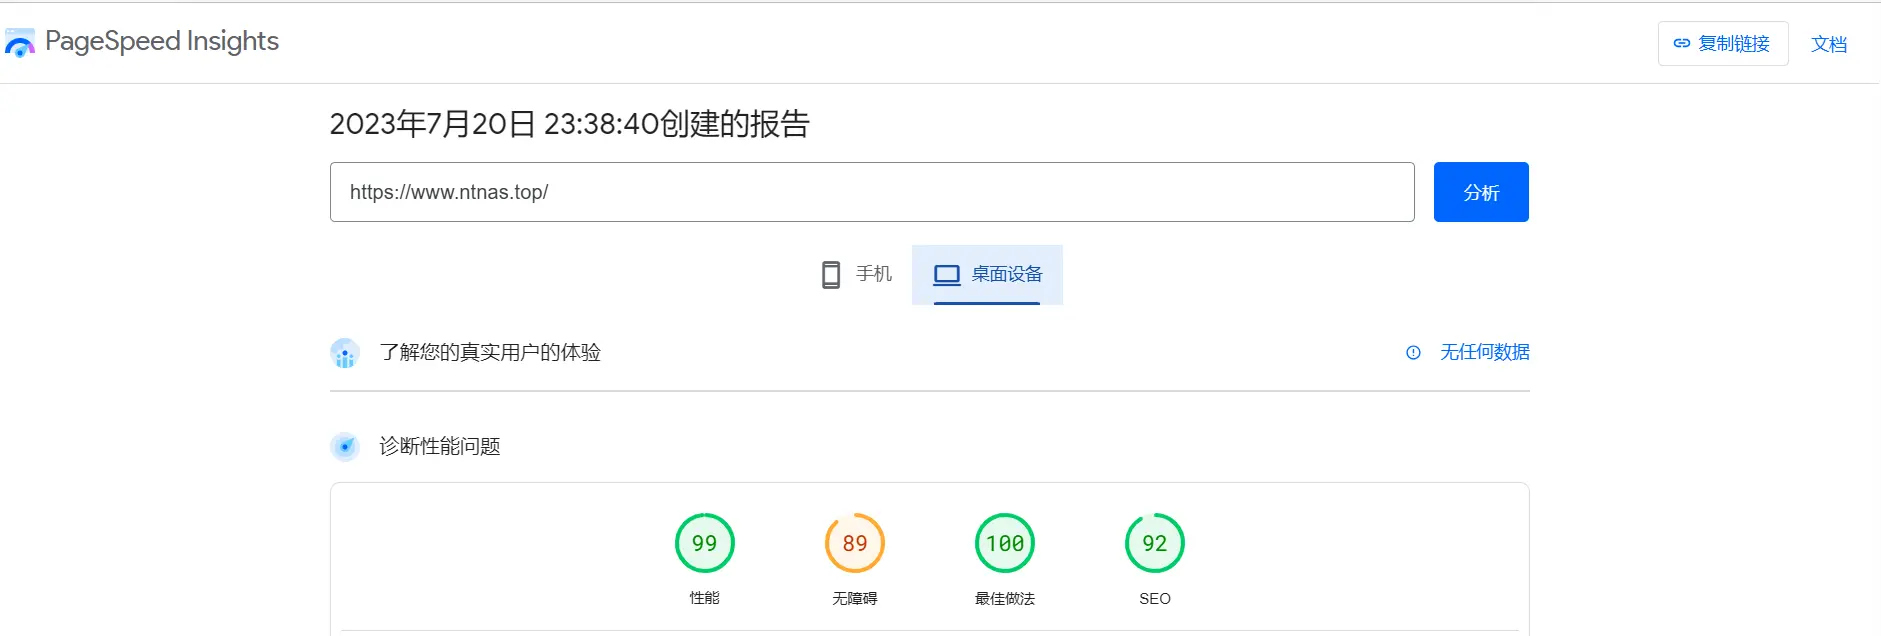 PageSpeed Insights
复制链接
文档
2023年7月20日 23:38:40创建的报告
https://www.ntnas.top/
分析
手机
桌面设备
了解您的真实用户的体验
无任何数据
诊断性能问题
99
89
100
92
性能
无障碍
最佳做法
SEO